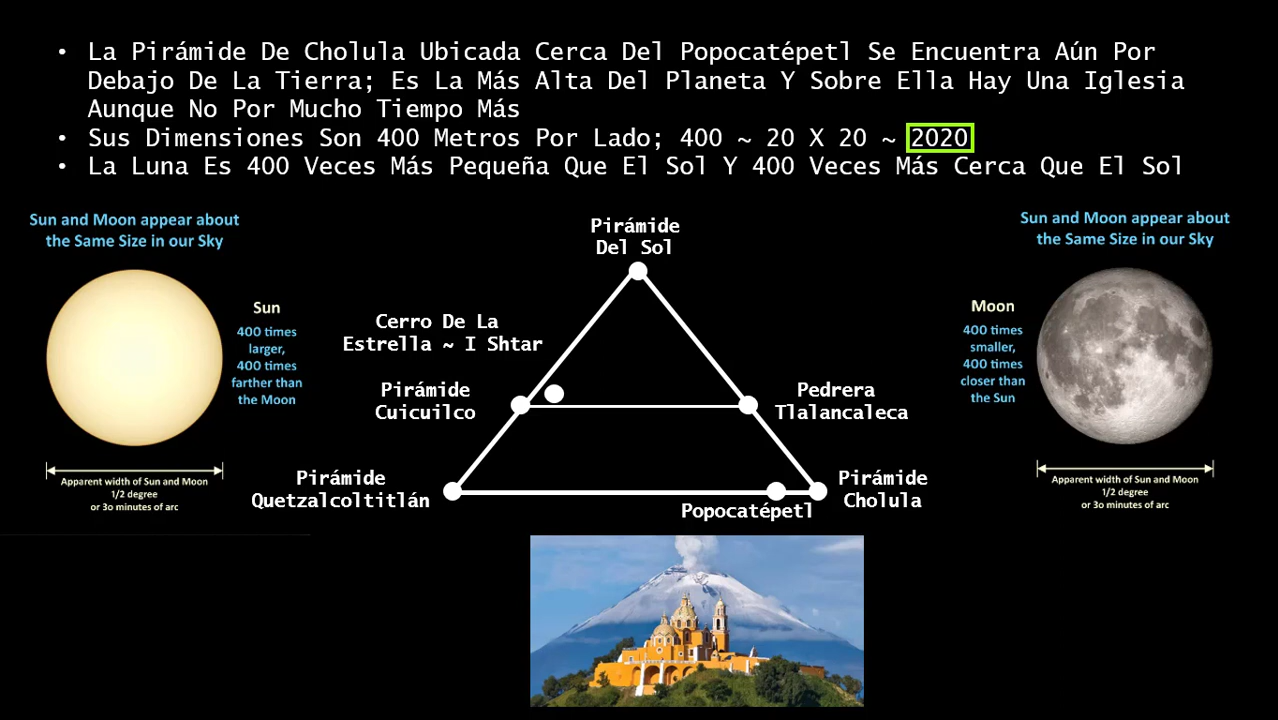 • La Pirámide De Cholula Ubicada Cerca Del Popocatépetl Se Encuentra Aún Por
Debajo De La Tierra; Es La Más Alta Del Planeta Y Sobre Ella Hay Una Iglesia
Aunque No Por Mucho Tiempo Más
• Sus Dimensiones Son 400 Metros Por Lado; 400 ~ 20 X 20 ~ 2020
• La Luna Es 400 Veces Más Pequeña Que El Sol Y 400 Veces Más Cerca Que El Sol
Sun and Moon appear about
the Same Size in our Sky
Sun
400 times
larger,
400 times
farther than
the Moon
Apparent width of Sun and Moon
1/2 degree
or 30 minutes of arc
Pirámide
Del Sol
Cerro De La
Estrella ~ I Shtar
Pirámide
Cuicuilco
Pedrera
Tlalancaleca
Pirámide
Quetzalcoltitlán
Popocatépetl
Pirámide
Cholula
Sun and Moon appear about
the Same Size in our Sky
Moon
400 times
smaller,
400 times
closer than
the Sun
Apparent width of Sun and Moon
1/2 degree
or 30 minutes of arc